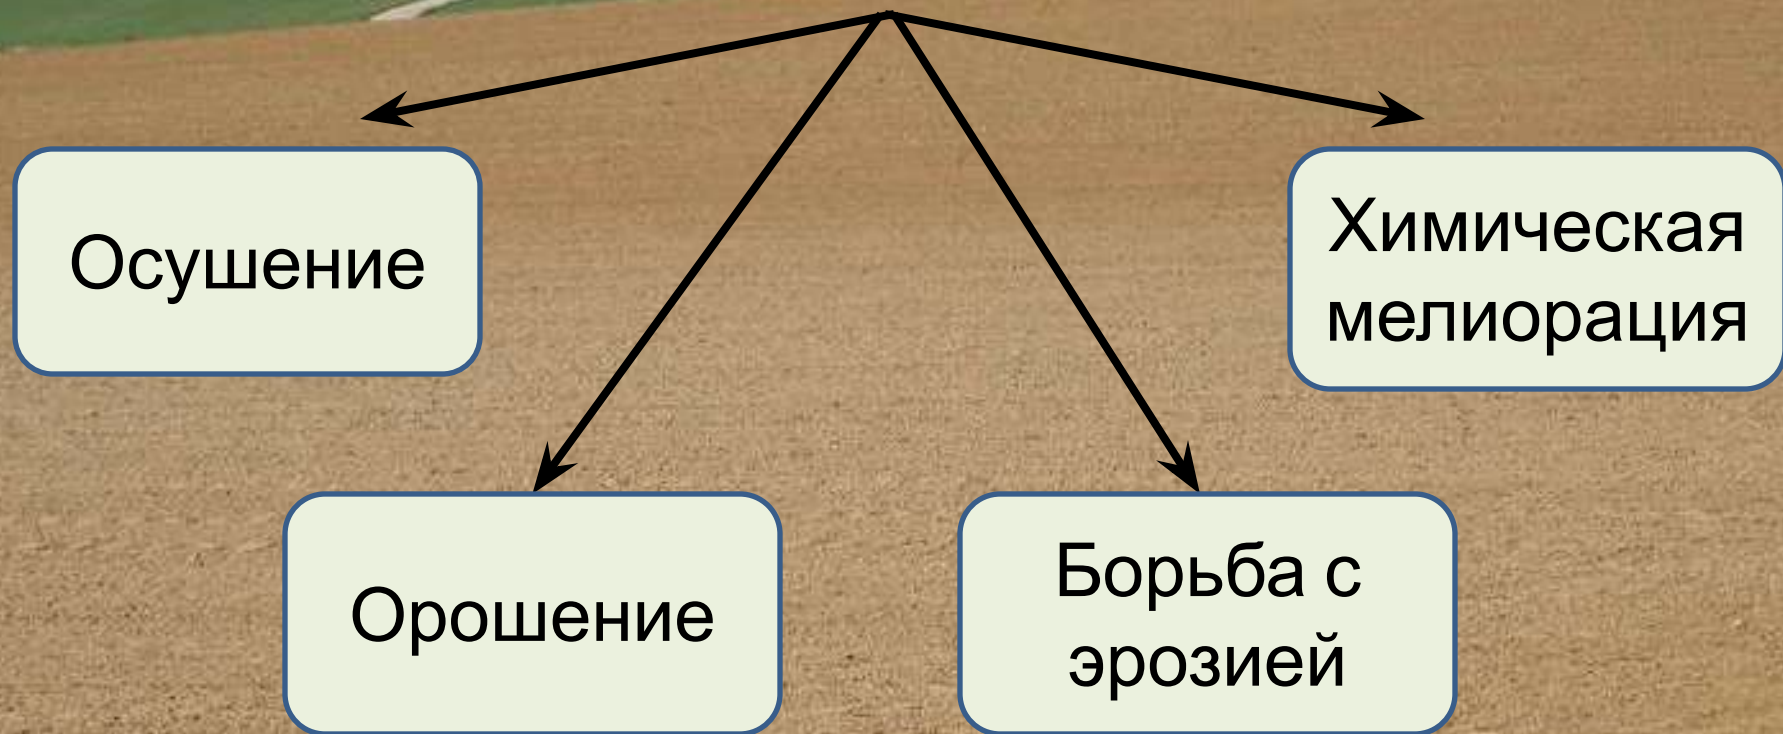 Осушение
Химическая
мелиорация
Орошение
Борьба с
эрозией